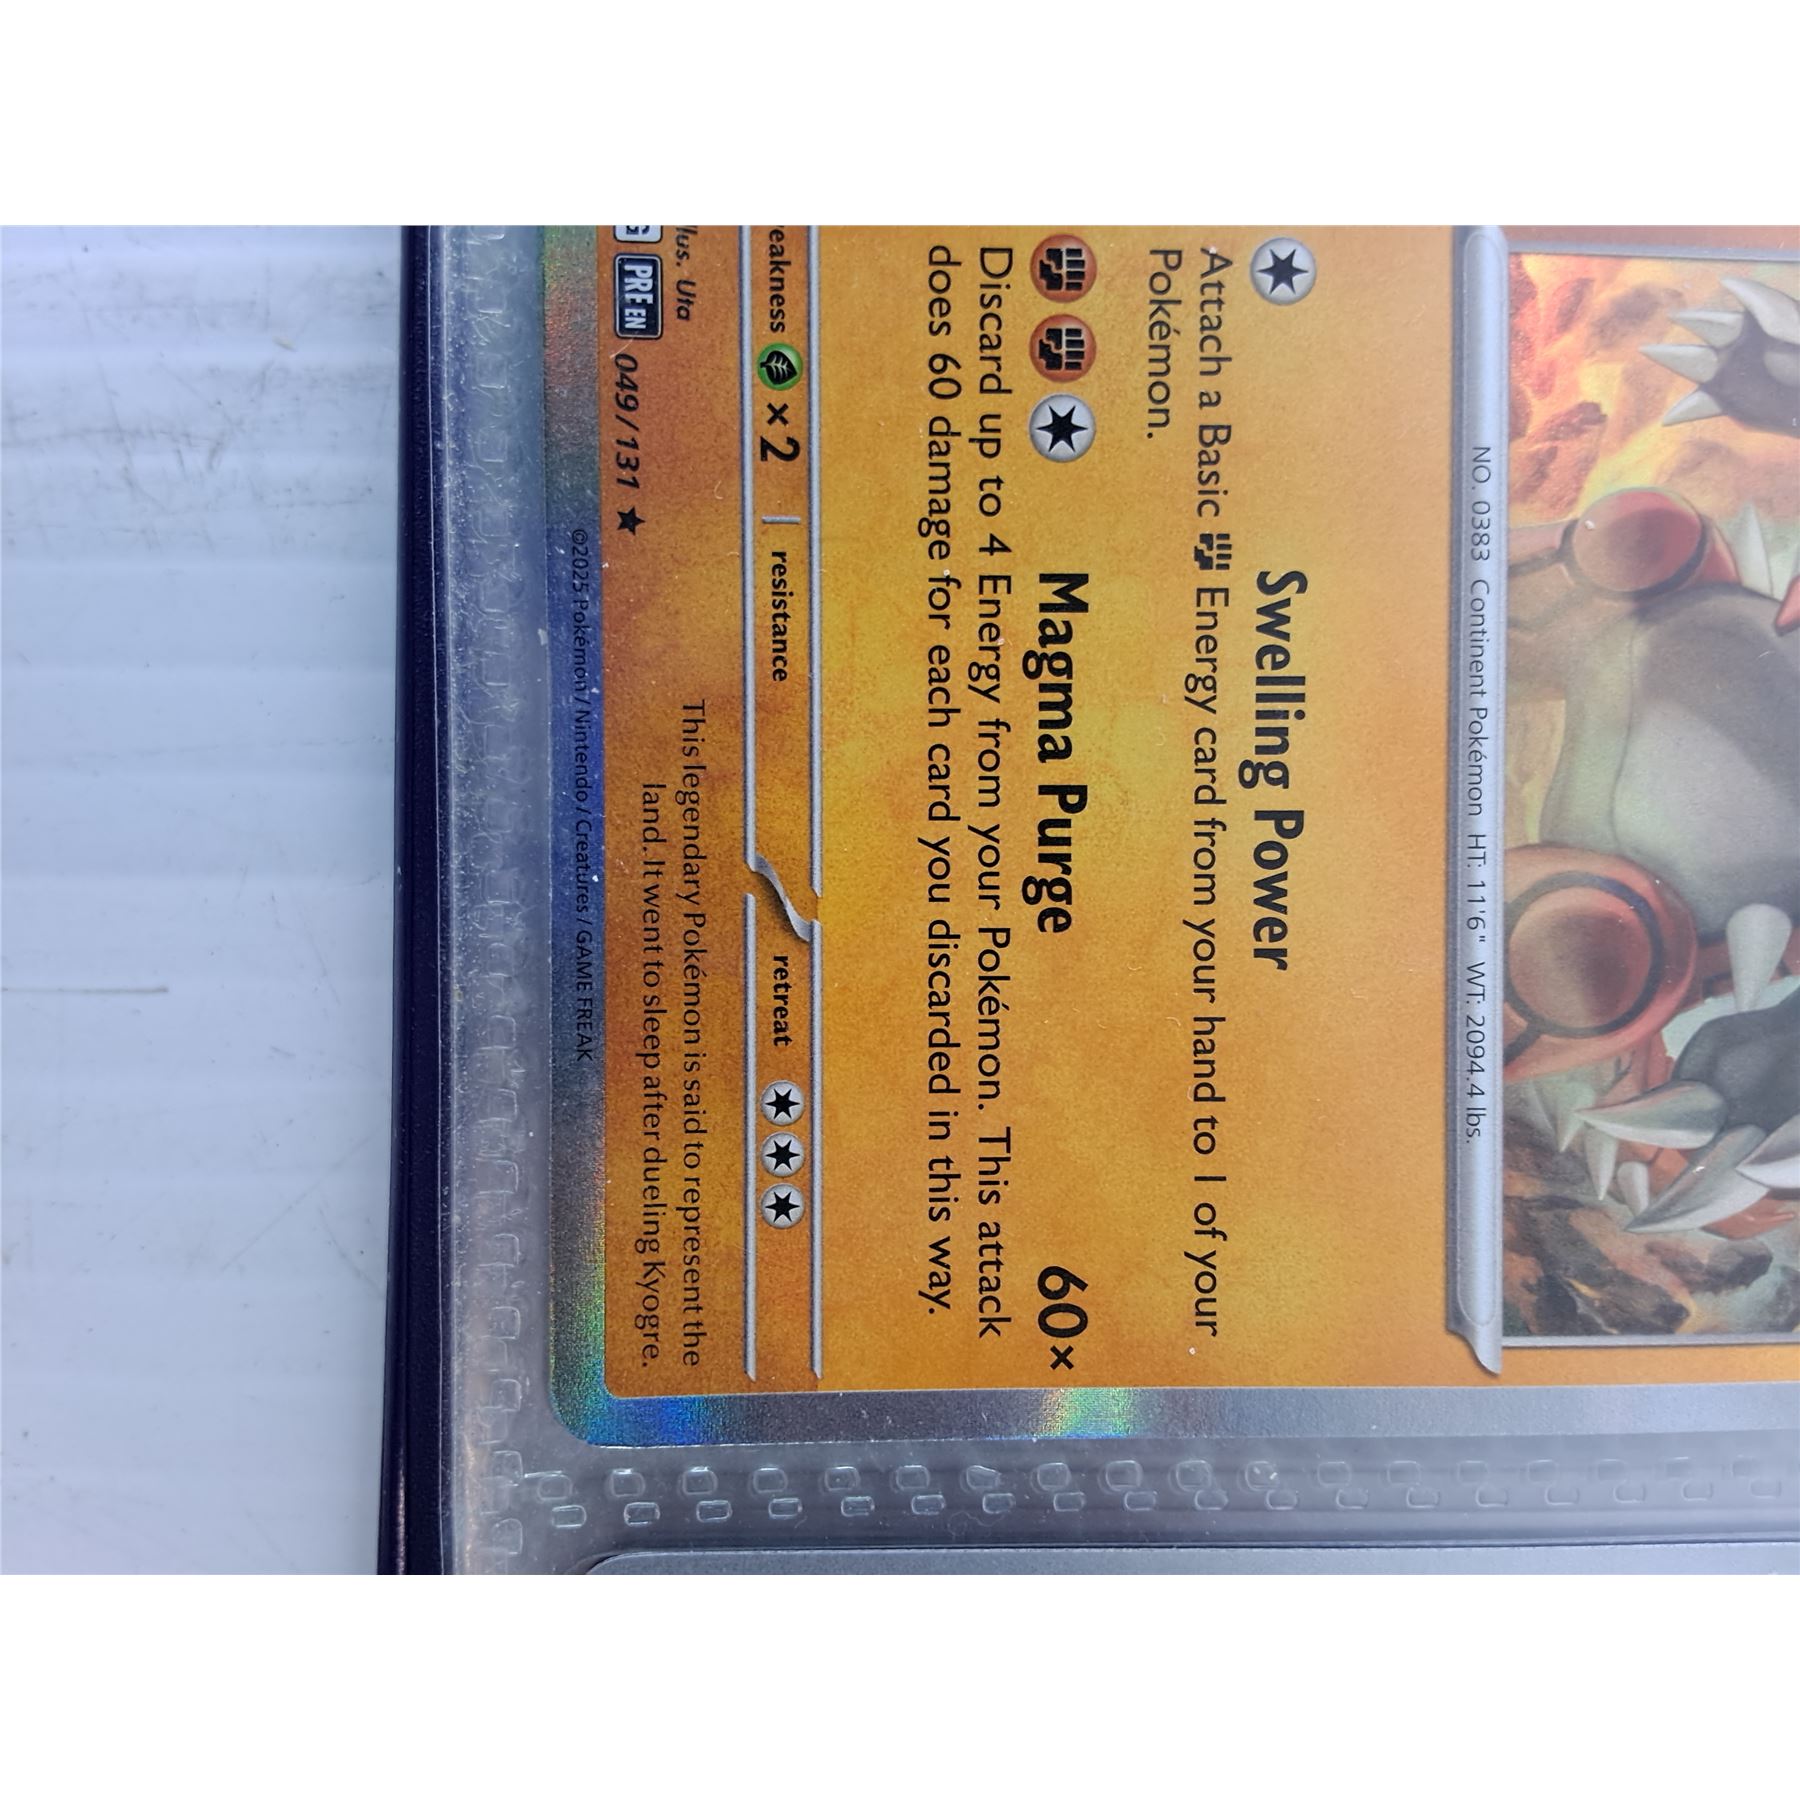 NO. 0383 Continent Pokémon HT: 11'6" WT: 2094.4 lbs.
Swelling Power
Attach a Basic Energy card from your hand to 1 of your
Pokémon.
Magma Purge 60×
Discard up to 4 Energy from your Pokémon. This attack
does 60 damage for each card you discarded in this way.
eakness ×2 resistance retreat
lus. Uta
This legendary Pokémon is said to represent the
land. It went to sleep after dueling Kyogre.
G PRE EN 049/131
©2025 Pokémon / Nintendo / Creatures / GAME FREAK